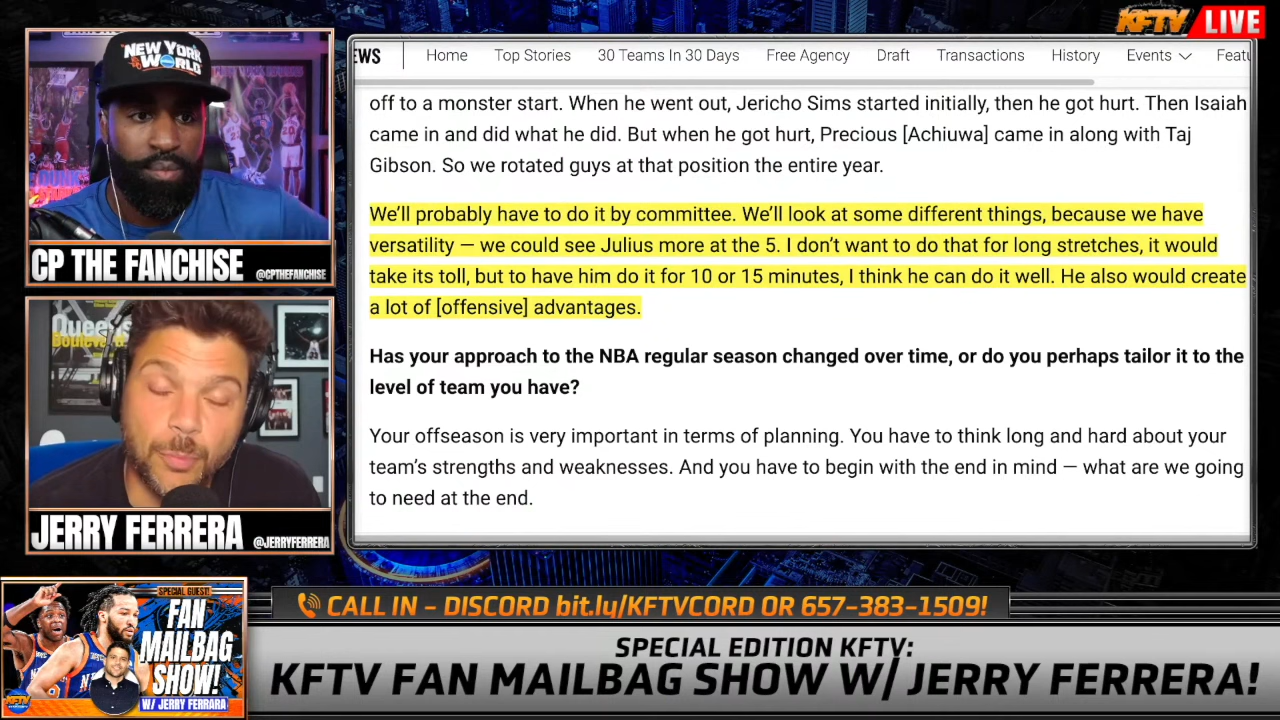 KFTV LIVE
NEW YORK
WORLD
CP THE FANCHISE @CPTHEFANCHISE
Queens
Boulevard
JERRY FERRERA @JERRYFERRERA
EWS Home Top Stories 30 Teams In 30 Days Free Agency Draft Transactions History Events Featu
off to a monster start. When he went out, Jericho Sims started initially, then he got hurt. Then Isaiah
came in and did what he did. But when he got hurt, Precious [Achiuwa] came in along with Taj
Gibson. So we rotated guys at that position the entire year.
We’ll probably have to do it by committee. We’ll look at some different things, because we have
versatility — we could see Julius more at the 5. I don’t want to do that for long stretches, it would
take its toll, but to have him do it for 10 or 15 minutes, I think he can do it well. He also would create
a lot of [offensive] advantages.
Has your approach to the NBA regular season changed over time, or do you perhaps tailor it to the
level of team you have?
Your offseason is very important in terms of planning. You have to think long and hard about your
team’s strengths and weaknesses. And you have to begin with the end in mind — what are we going
to need at the end.
SPECIAL GUEST!
FAN
MAILBAG
SHOW!
W/ JERRY FERRARA
KFTV
CALL IN – DISCORD bit.ly/KFTVCORDOR 657-383-1509!
SPECIAL EDITION KFTV:
KFTV FAN MAILBAG SHOW W/ JERRY FERRERA!